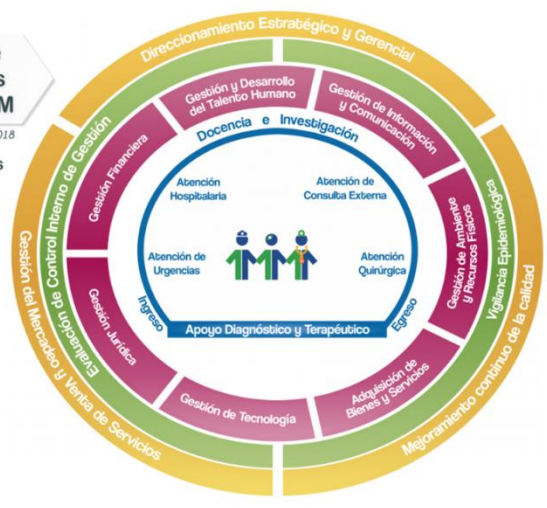 s
M
2018
s
Direccionamiento Estratégico y Gerencial
Gestión y Desarrollo
del Talento Humano
Gestión de Información
y Comunicación
Docencia e Investigación
Gestión Financiera
Evaluación de Control Interno de Gestión
Atención
Hospitalaria
Atención de
Consulta Externa
Gestión de Ambiente
y Recursos Físicos
Vigilancia Epidemiológica
Atención de
Urgencias
Atención
Quirúrgica
Ingreso
Egreso
Apoyo Diagnóstico y Terapéutico
Gestión Jurídica
Gestión de Tecnología
Adquisición de
Bienes y Servicios
Gestión del Mercadeo y Venta de Servicios
Mejoramiento continuo de la calidad